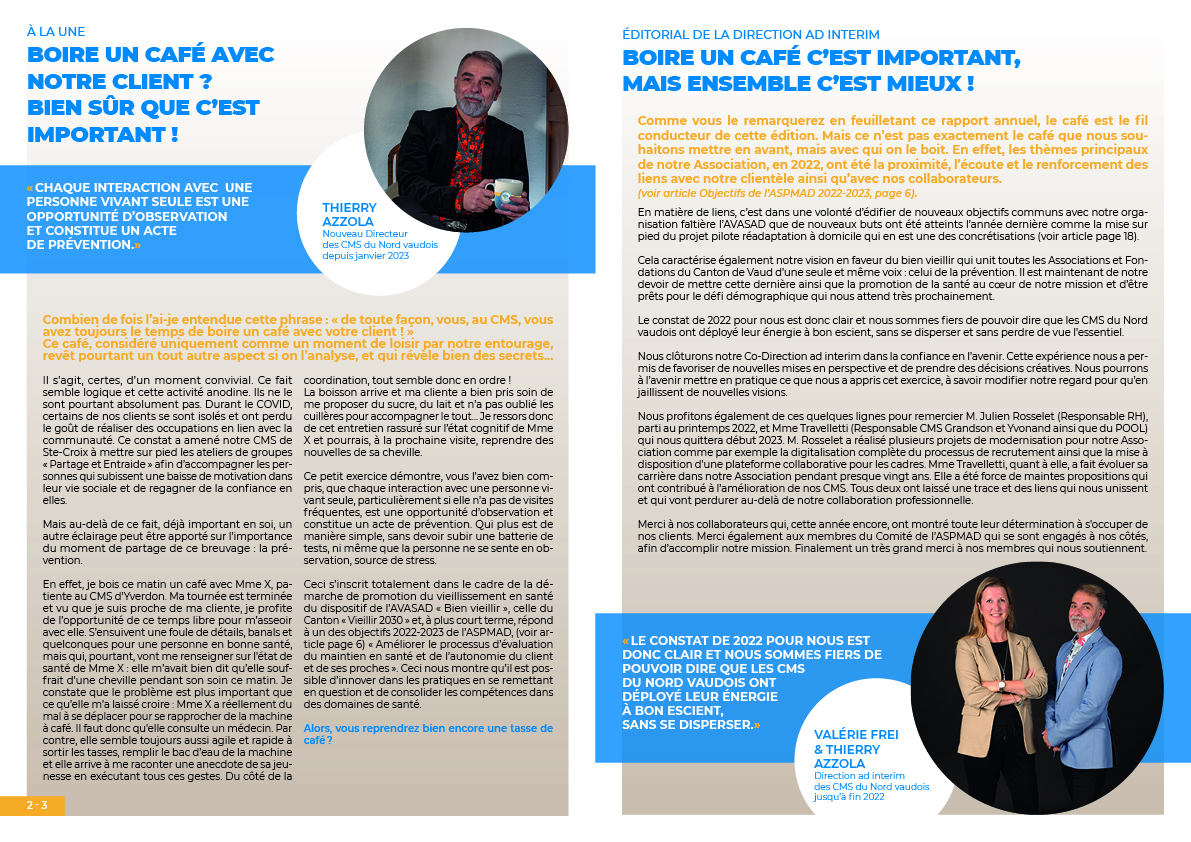 À LA UNE
BOIRE UN CAFÉ AVEC
NOTRE CLIENT ?
BIEN SÛR QUE C'EST
IMPORTANT !
« CHAQUE INTERACTION AVEC UNE
PERSONNE VIVANT SEULE EST UNE
OPPORTUNITÉ D'OBSERVATION
ET CONSTITUE UN ACTE
DE PRÉVENTION.»
THIERRY
AZZOLA
Nouveau Directeur
des CMS du Nord vaudois
depuis janvier 2023
Combien de fois l'ai-je entendue cette phrase : « de toute façon, vous, au CMS, vous
avez toujours le temps de boire un café avec votre client ! »
Ce café, considéré uniquement comme un moment de loisir par notre entourage,
revêt pourtant un tout autre aspect si on l'analyse, et qui révèle bien des secrets...
Il s'agit, certes, d'un moment convivial. Ce fait
semble logique et cette activité anodine. Ils ne le
sont pourtant absolument pas. Durant le COVID,
certains de nos clients se sont isolés et ont perdu
le goût de réaliser des occupations en lien avec la
communauté. Ce constat a amené notre CMS de
Ste-Croix à mettre sur pied les ateliers de groupes
« Partage et Entraide » afin d'accompagner les per-
sonnes qui subissent une baisse de motivation dans
leur vie sociale et de regagner de la confiance en
elles.
Mais au-delà de ce fait, déjà important en soi, un
autre éclairage peut être apporté sur l'importance
du moment de partage de ce breuvage : la pré-
vention.
En effet, je bois ce matin un café avec Mme X, pa-
tiente au CMS d'Yverdon. Ma tournée est terminée
et vu que je suis proche de ma cliente, je profite
de l'opportunité de ce temps libre pour m'asseoir
avec elle. S'ensuivent une foule de détails, banals et
quelconques pour une personne en bonne santé,
mais qui, pourtant, vont me renseigner sur l'état de
santé de Mme X : elle m'avait bien dit qu'elle souf-
frait d'une cheville pendant son soin ce matin. Je
constate que le problème est plus important que
ce qu'elle m'a laissé croire : Mme X a réellement du
mal à se déplacer pour se rapprocher de la machine
à café. Il faut donc qu'elle consulte un médecin. Par
contre, elle semble toujours aussi agile et rapide à
sortir les tasses, remplir le bac d'eau de la machine
et elle arrive à me raconter une anecdote de sa jeu-
nesse en exécutant tous ces gestes. Du côté de la
coordination, tout semble donc en ordre !
La boisson arrive et ma cliente a bien pris soin de
me proposer du sucre, du lait et n'a pas oublié les
cuillères pour accompagner le tout... Je ressors donc
de cet entretien rassuré sur l'état cognitif de Mme
X et pourrais, à la prochaine visite, reprendre des
nouvelles de sa cheville.
Ce petit exercice démontre, vous l'avez bien com-
pris, que chaque interaction avec une personne vi-
vant seule, particulièrement si elle n'a pas de visites
fréquentes, est une opportunité d'observation et
constitue un acte de prévention. Qui plus est de
manière simple, sans devoir subir une batterie de
tests, ni même que la personne ne se sente en ob-
servation, source de stress.
Ceci s'inscrit totalement dans le cadre de la dé-
marche de promotion du vieillissement en santé
du dispositif de l'AVASAD « Bien vieillir », celle du
Canton « Vieillir 2030 » et, à plus court terme, répond
à un des objectifs 2022-2023 de l'ASPMAD, (voir ar-
ticle page 6) « Améliorer le processus d'évaluation
du maintien en santé et de l'autonomie du client
et de ses proches ». Ceci nous montre qu'il est pos-
sible d'innover dans les pratiques en se remettant
en question et de consolider les compétences dans
des domaines de santé.
Alors, vous reprendrez bien encore une tasse de
café ?
2 - 3
ÉDITORIAL DE LA DIRECTION AD INTERIM
BOIRE UN CAFÉ C'EST IMPORTANT,
MAIS ENSEMBLE C'EST MIEUX !
Comme vous le remarquerez en feuilletant ce rapport annuel, le café est le fil
conducteur de cette édition. Mais ce n'est pas exactement le café que nous sou-
haitons mettre en avant, mais avec qui on le boit. En effet, les thèmes principaux
de notre Association, en 2022, ont été la proximité, l'écoute et le renforcement des
liens avec notre clientèle ainsi qu'avec nos collaborateurs.
(voir article Objectifs de l'ASPMAD 2022-2023, page 6).
En matière de liens, c'est dans une volonté d'édifier de nouveaux objectifs communs avec notre orga-
nisation faîtière l'AVASAD que de nouveaux buts ont été atteints l'année dernière comme la mise sur
pied du projet pilote réadaptation à domicile qui en est une des concrétisations (voir article page 18).
Cela caractérise également notre vision en faveur du bien vieillir qui unit toutes les Associations et Fon-
dations du Canton de Vaud d'une seule et même voix : celui de la prévention. Il est maintenant de notre
devoir de mettre cette dernière ainsi que la promotion de la santé au cœur de notre mission et d'être
prêts pour le défi démographique qui nous attend très prochainement.
Le constat de 2022 pour nous est donc clair et nous sommes fiers de pouvoir dire que les CMS du Nord
vaudois ont déployé leur énergie à bon escient, sans se disperser et sans perdre de vue l'essentiel.
Nous clôturons notre Co-Direction ad interim dans la confiance en l'avenir. Cette expérience nous a per-
mis de favoriser de nouvelles mises en perspective et de prendre des décisions créatives. Nous pourrons
à l'avenir mettre en pratique ce que nous a appris cet exercice, à savoir modifier notre regard pour qu'en
jaillissent de nouvelles visions.
Nous profitons également de ces quelques lignes pour remercier M. Julien Rosselet (Responsable RH),
parti au printemps 2022, et Mme Travelletti (Responsable CMS Grandson et Yvonand ainsi que du POOL)
qui nous quittera début 2023. M. Rosselet a réalisé plusieurs projets de modernisation pour notre Asso-
ciation comme par exemple la digitalisation complète du processus de recrutement ainsi que la mise à
disposition d'une plateforme collaborative pour les cadres. Mme Travelletti, quant à elle, a fait évoluer sa
carrière dans notre Association pendant presque vingt ans. Elle a été force de maintes propositions qui
ont contribué à l'amélioration de nos CMS. Tous deux ont laissé une trace et des liens qui nous unissent
et qui vont perdurer au-delà de notre collaboration professionnelle.
Merci à nos collaborateurs qui, cette année encore, ont montré toute leur détermination à s'occuper de
nos clients. Merci également aux membres du Comité de l'ASPMAD qui se sont engagés à nos côtés,
afin d'accomplir notre mission. Finalement un très grand merci à nos membres qui nous soutiennent.
« LE CONSTAT DE 2022 POUR NOUS EST
DONC CLAIR ET NOUS SOMMES FIERS DE
POUVOIR DIRE QUE LES CMS
DU NORD VAUDOIS ONT
DÉPLOYÉ LEUR ÉNERGIE
À BON ESCIENT,
SANS SE DISPERSER.»
VALÉRIE FREI
& THIERRY
AZZOLA
Direction ad interim
des CMS du Nord vaudois
jusqu'à fin 2022